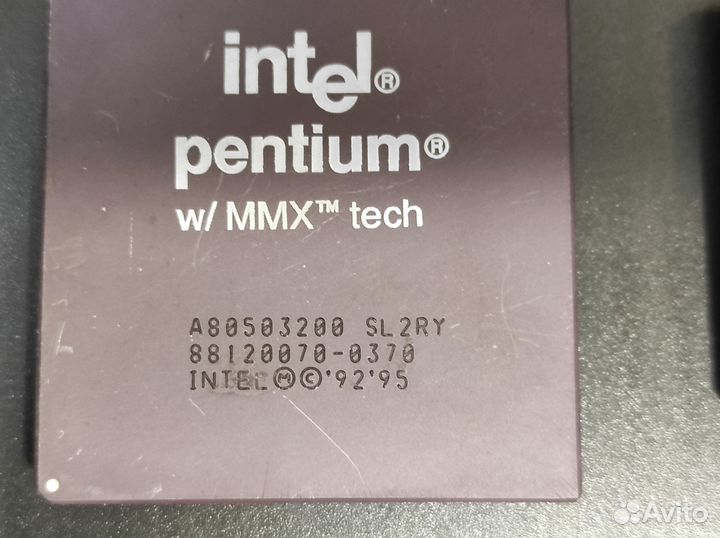 intel®
pentium®
w/ MMX™ tech
A80503200 SL2RY
88120070-0370
INTEL Ⓜ©'92'95
Avito